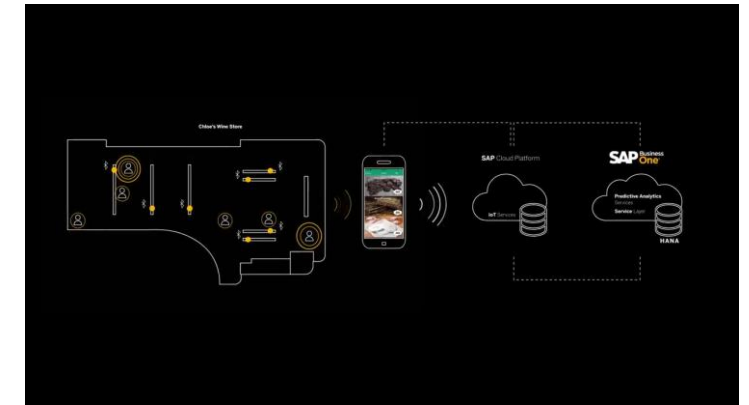 Chloe's Wine Store
SAP Cloud Platform
IoT Services
SAP Business One
Predictive Analytics
Services
Service Layer
HANA